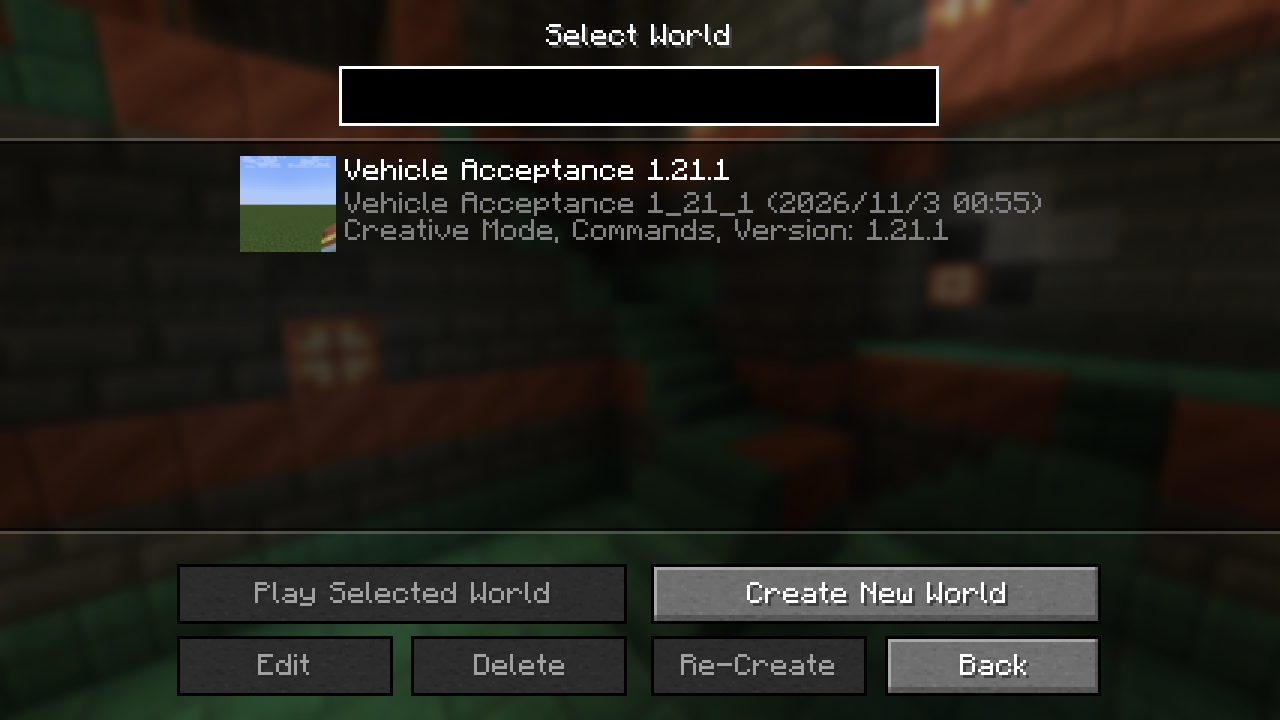 Select World
Vehicle Acceptance 1.21.1
Vehicle Acceptance 1_21_1 (2026/11/3 00:55)
Creative Mode, Commands, Version: 1.21.1
Play Selected World
Create New World
Edit
Delete
Re-Create
Back